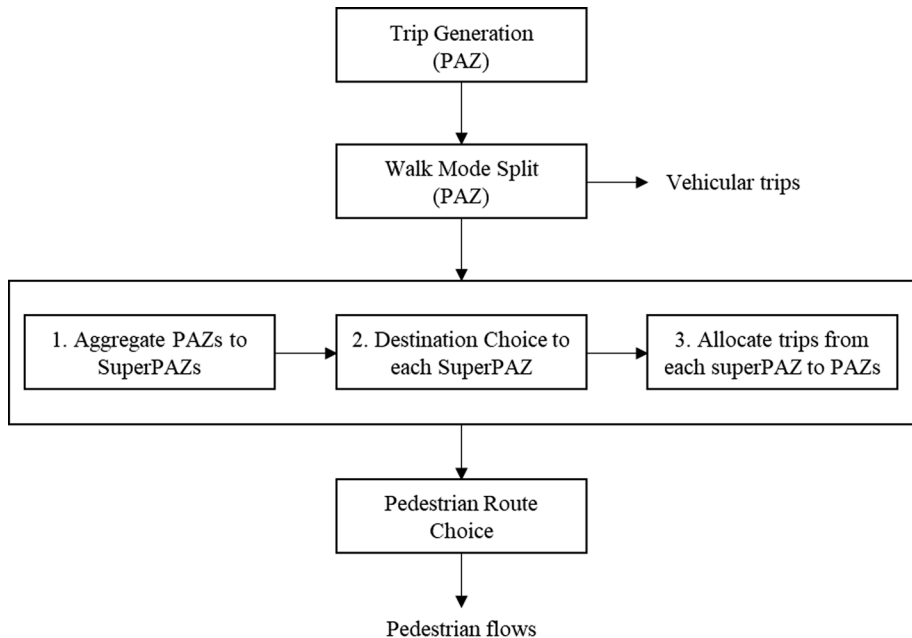 Trip Generation
(PAZ)
Walk Mode Split
(PAZ)
Vehicular trips
1. Aggregate PAZs to
SuperPAZs
2. Destination Choice to
each SuperPAZ
3. Allocate trips from
each superPAZ to PAZs
Pedestrian Route
Choice
Pedestrian flows